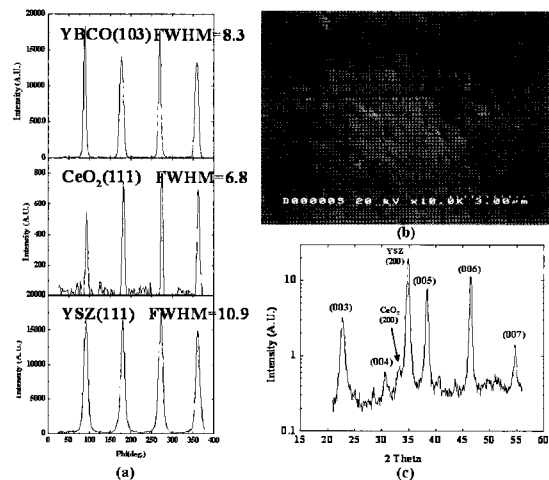 YBCO(103) FWHM=8.3
Intensity (A.U.)
20000
15000
10000
5000
0
CeO₂(111) FWHM=6.8
Intensity (A.U.)
800
600
400
200
YSZ(111) FWHM=10.9
Intensity (A.U.)
20000
15000
10000
5000
0
0 50 100 150 200 250 300 350 400
Phi(deg.)
(a)
D000005 20 kV x10.0K 3.00µm
(b)
Intensity (A.U.)
10
1
0.1
(003)
(004)
CeO₂
(200)
YSZ
(200)
(005)
(006)
(007)
15 20 25 30 35 40 45 50 55 60
2 Theta
(c)